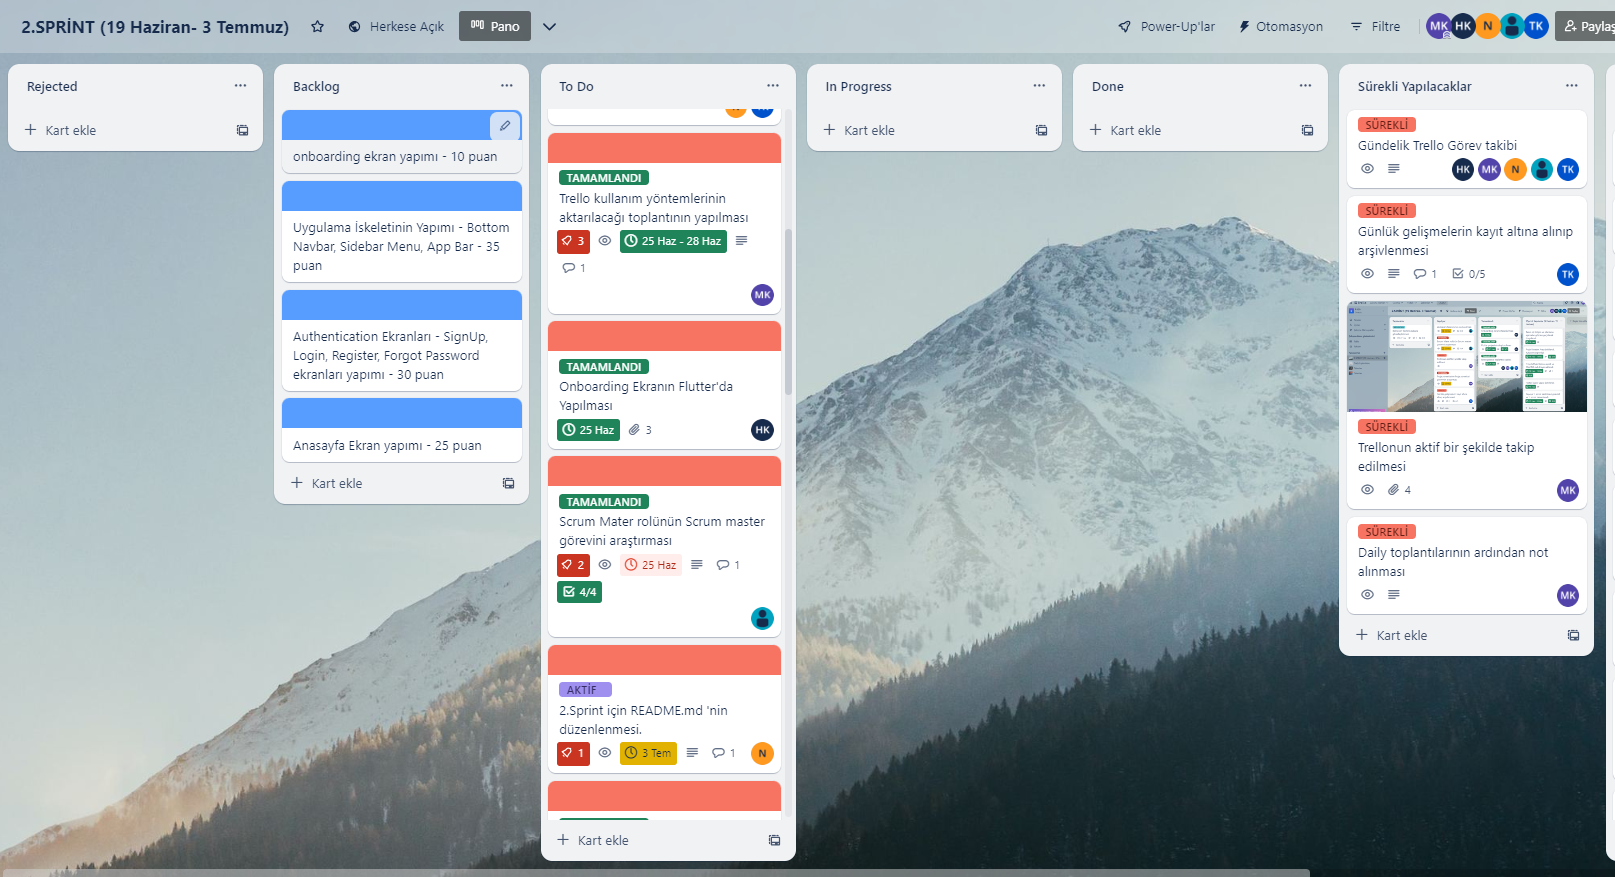 2.SPRİNT (19 Haziran- 3 Temmuz)
Herkese Açık
Pano
Power-Up'lar
Otomasyon
Filtre
MK
HK
N
TK
Paylaş
Rejected
Kart ekle
Backlog
onboarding ekran yapımı - 10 puan
Uygulama İskeletinin Yapımı - Bottom
Navbar, Sidebar Menu, App Bar - 35
puan
Authentication Ekranları - SignUp,
Login, Register, Forgot Password
ekranları yapımı - 30 puan
Anasayfa Ekran yapımı - 25 puan
Kart ekle
To Do
TAMAMLANDI
Trello kullanım yöntemlerinin
aktarılacağı toplantının yapılması
3
25 Haz - 28 Haz
1
MK
TAMAMLANDI
Onboarding Ekranın Flutter'da
Yapılması
25 Haz
3
HK
TAMAMLANDI
Scrum Mater rolünün Scrum master
görevini araştırması
2
25 Haz
1
4/4
AKTİF
2.Sprint için README.md 'nin
düzenlenmesi.
1
3 Tem
1
N
Kart ekle
In Progress
Kart ekle
Done
Kart ekle
Sürekli Yapılacaklar
SÜREKLİ
Gündelik Trello Görev takibi
HK
MK
N
TK
SÜREKLİ
Günlük gelişmelerin kayıt altına alınıp
arşivlenmesi
1
0/5
TK
SÜREKLİ
Trellonun aktif bir şekilde takip
edilmesi
4
MK
SÜREKLİ
Daily toplantılarının ardından not
alınması
MK
Kart ekle